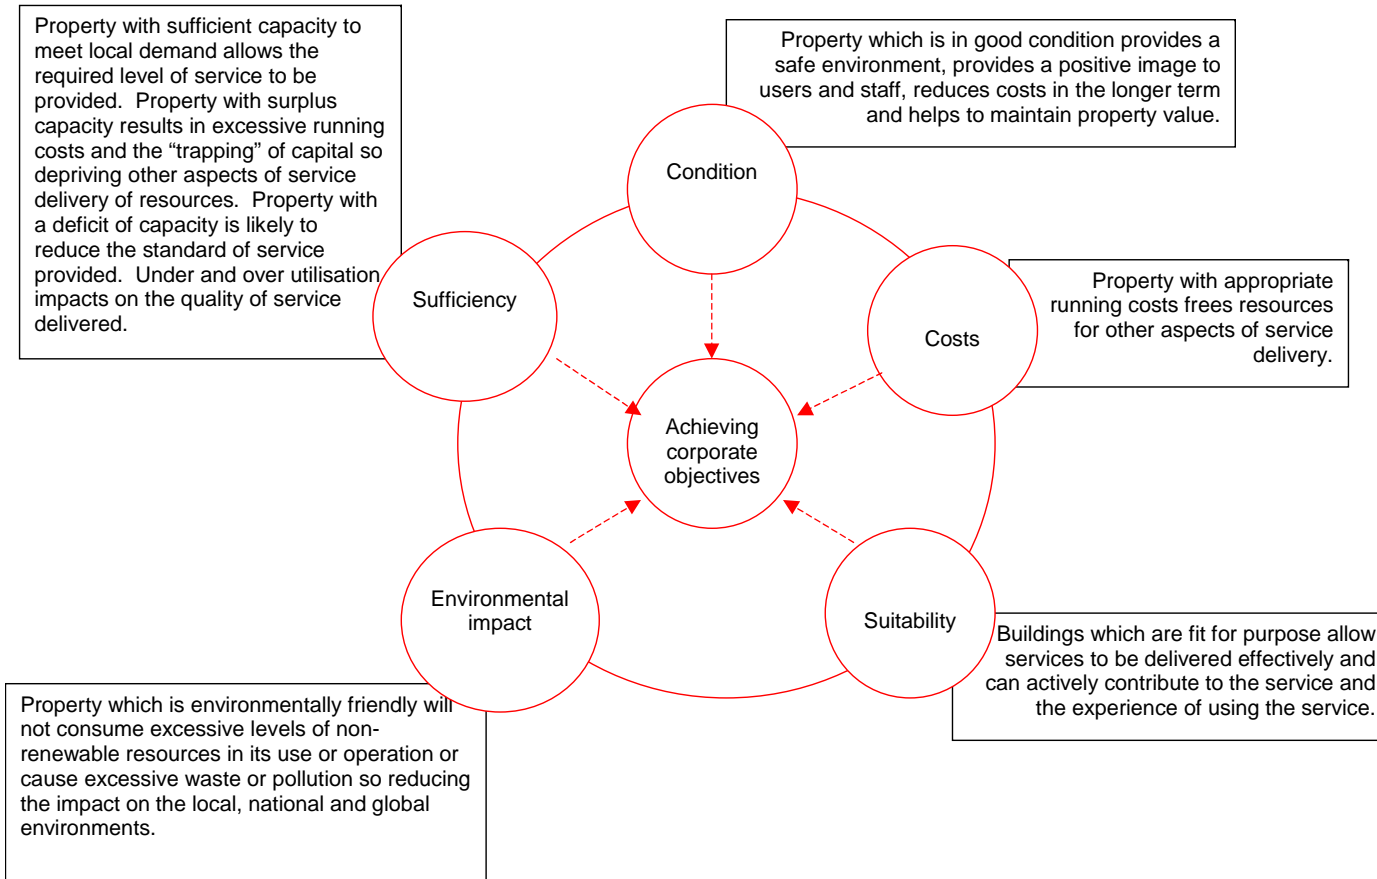 Property with sufficient capacity to
meet local demand allows the
required level of service to be
provided.  Property with surplus
capacity results in excessive running
costs and the “trapping” of capital so
depriving other aspects of service
delivery of resources.  Property with
a deficit of capacity is likely to
reduce the standard of service
provided.  Under and over utilisation
impacts on the quality of service
delivered.
Property which is in good condition provides a
safe environment, provides a positive image to
users and staff, reduces costs in the longer term
and helps to maintain property value.
Condition
Sufficiency
Costs
Property with appropriate
running costs frees resources
for other aspects of service
delivery.
Achieving
corporate
objectives
Environmental
impact
Suitability
Buildings which are fit for purpose allow
services to be delivered effectively and
can actively contribute to the service and
the experience of using the service.
Property which is environmentally friendly will
not consume excessive levels of non-
renewable resources in its use or operation or
cause excessive waste or pollution so reducing
the impact on the local, national and global
environments.